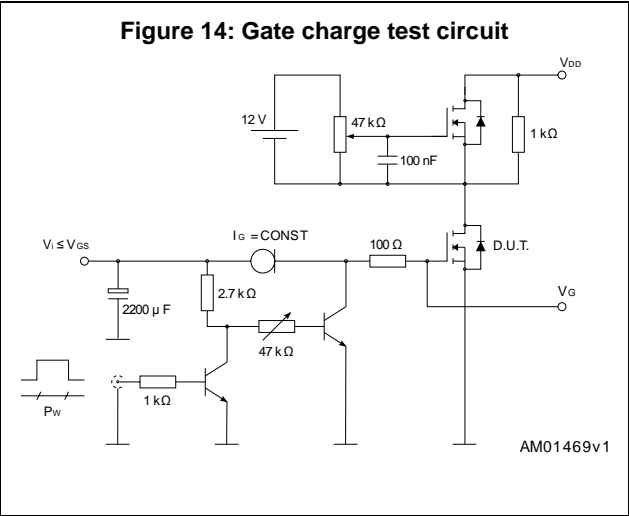 Figure 14: Gate charge test circuit
VDD
12 V
47 kΩ
1 kΩ
100 nF
Vi ≤ VGS
IG = CONST
100 Ω
D.U.T.
2.7 kΩ
VG
2200 μF
47 kΩ
1 kΩ
PW
AM01469v1